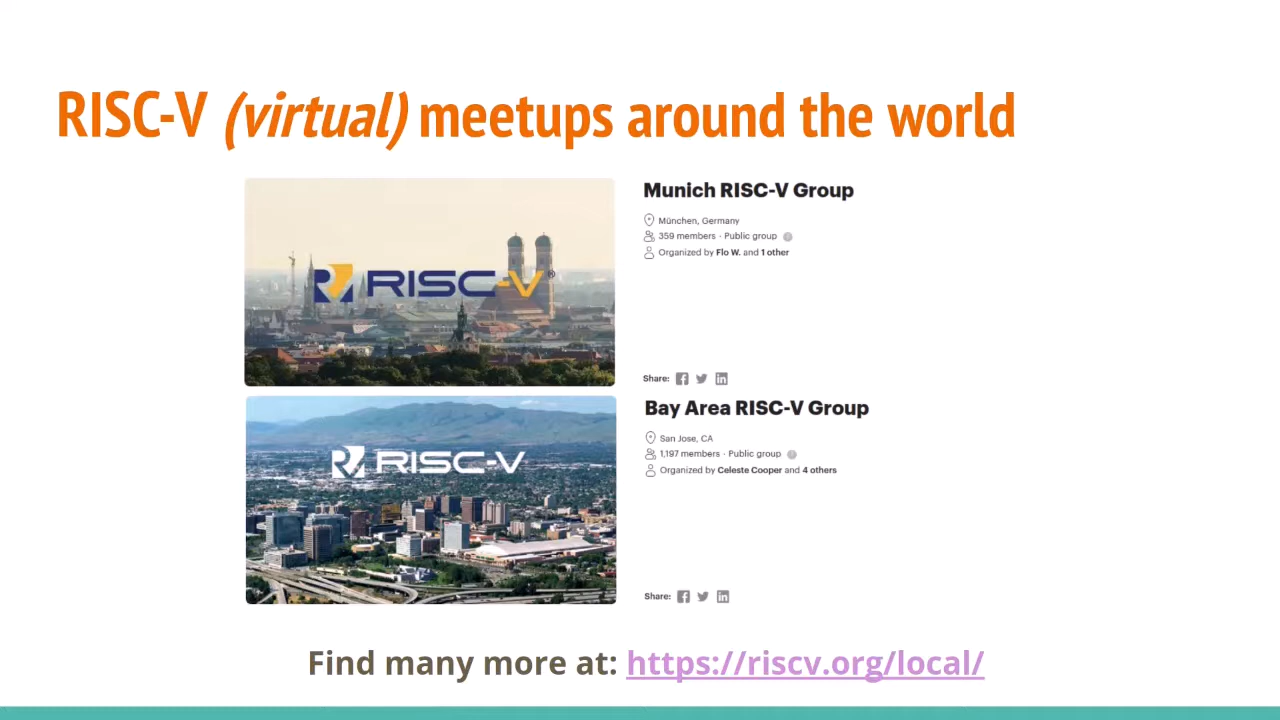 RISC-V (virtual) meetups around the world
RISC-V®
Munich RISC-V Group
München, Germany
359 members · Public group
Organized by Flo W. and 1 other
Share:
RISC-V
Bay Area RISC-V Group
San Jose, CA
1,197 members · Public group
Organized by Celeste Cooper and 4 others
Share:
Find many more at: https://riscv.org/local/